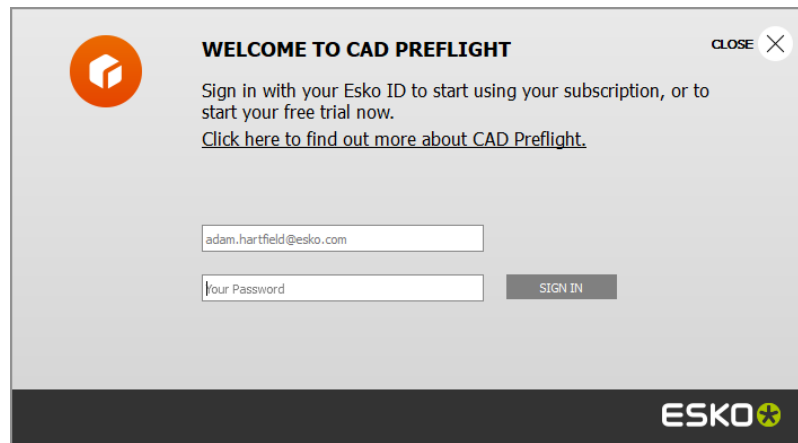 WELCOME TO CAD PREFLIGHT
CLOSE
Sign in with your Esko ID to start using your subscription, or to
start your free trial now.
Click here to find out more about CAD Preflight.
adam.hartfield@esko.com
Your Password
SIGN IN
ESKO